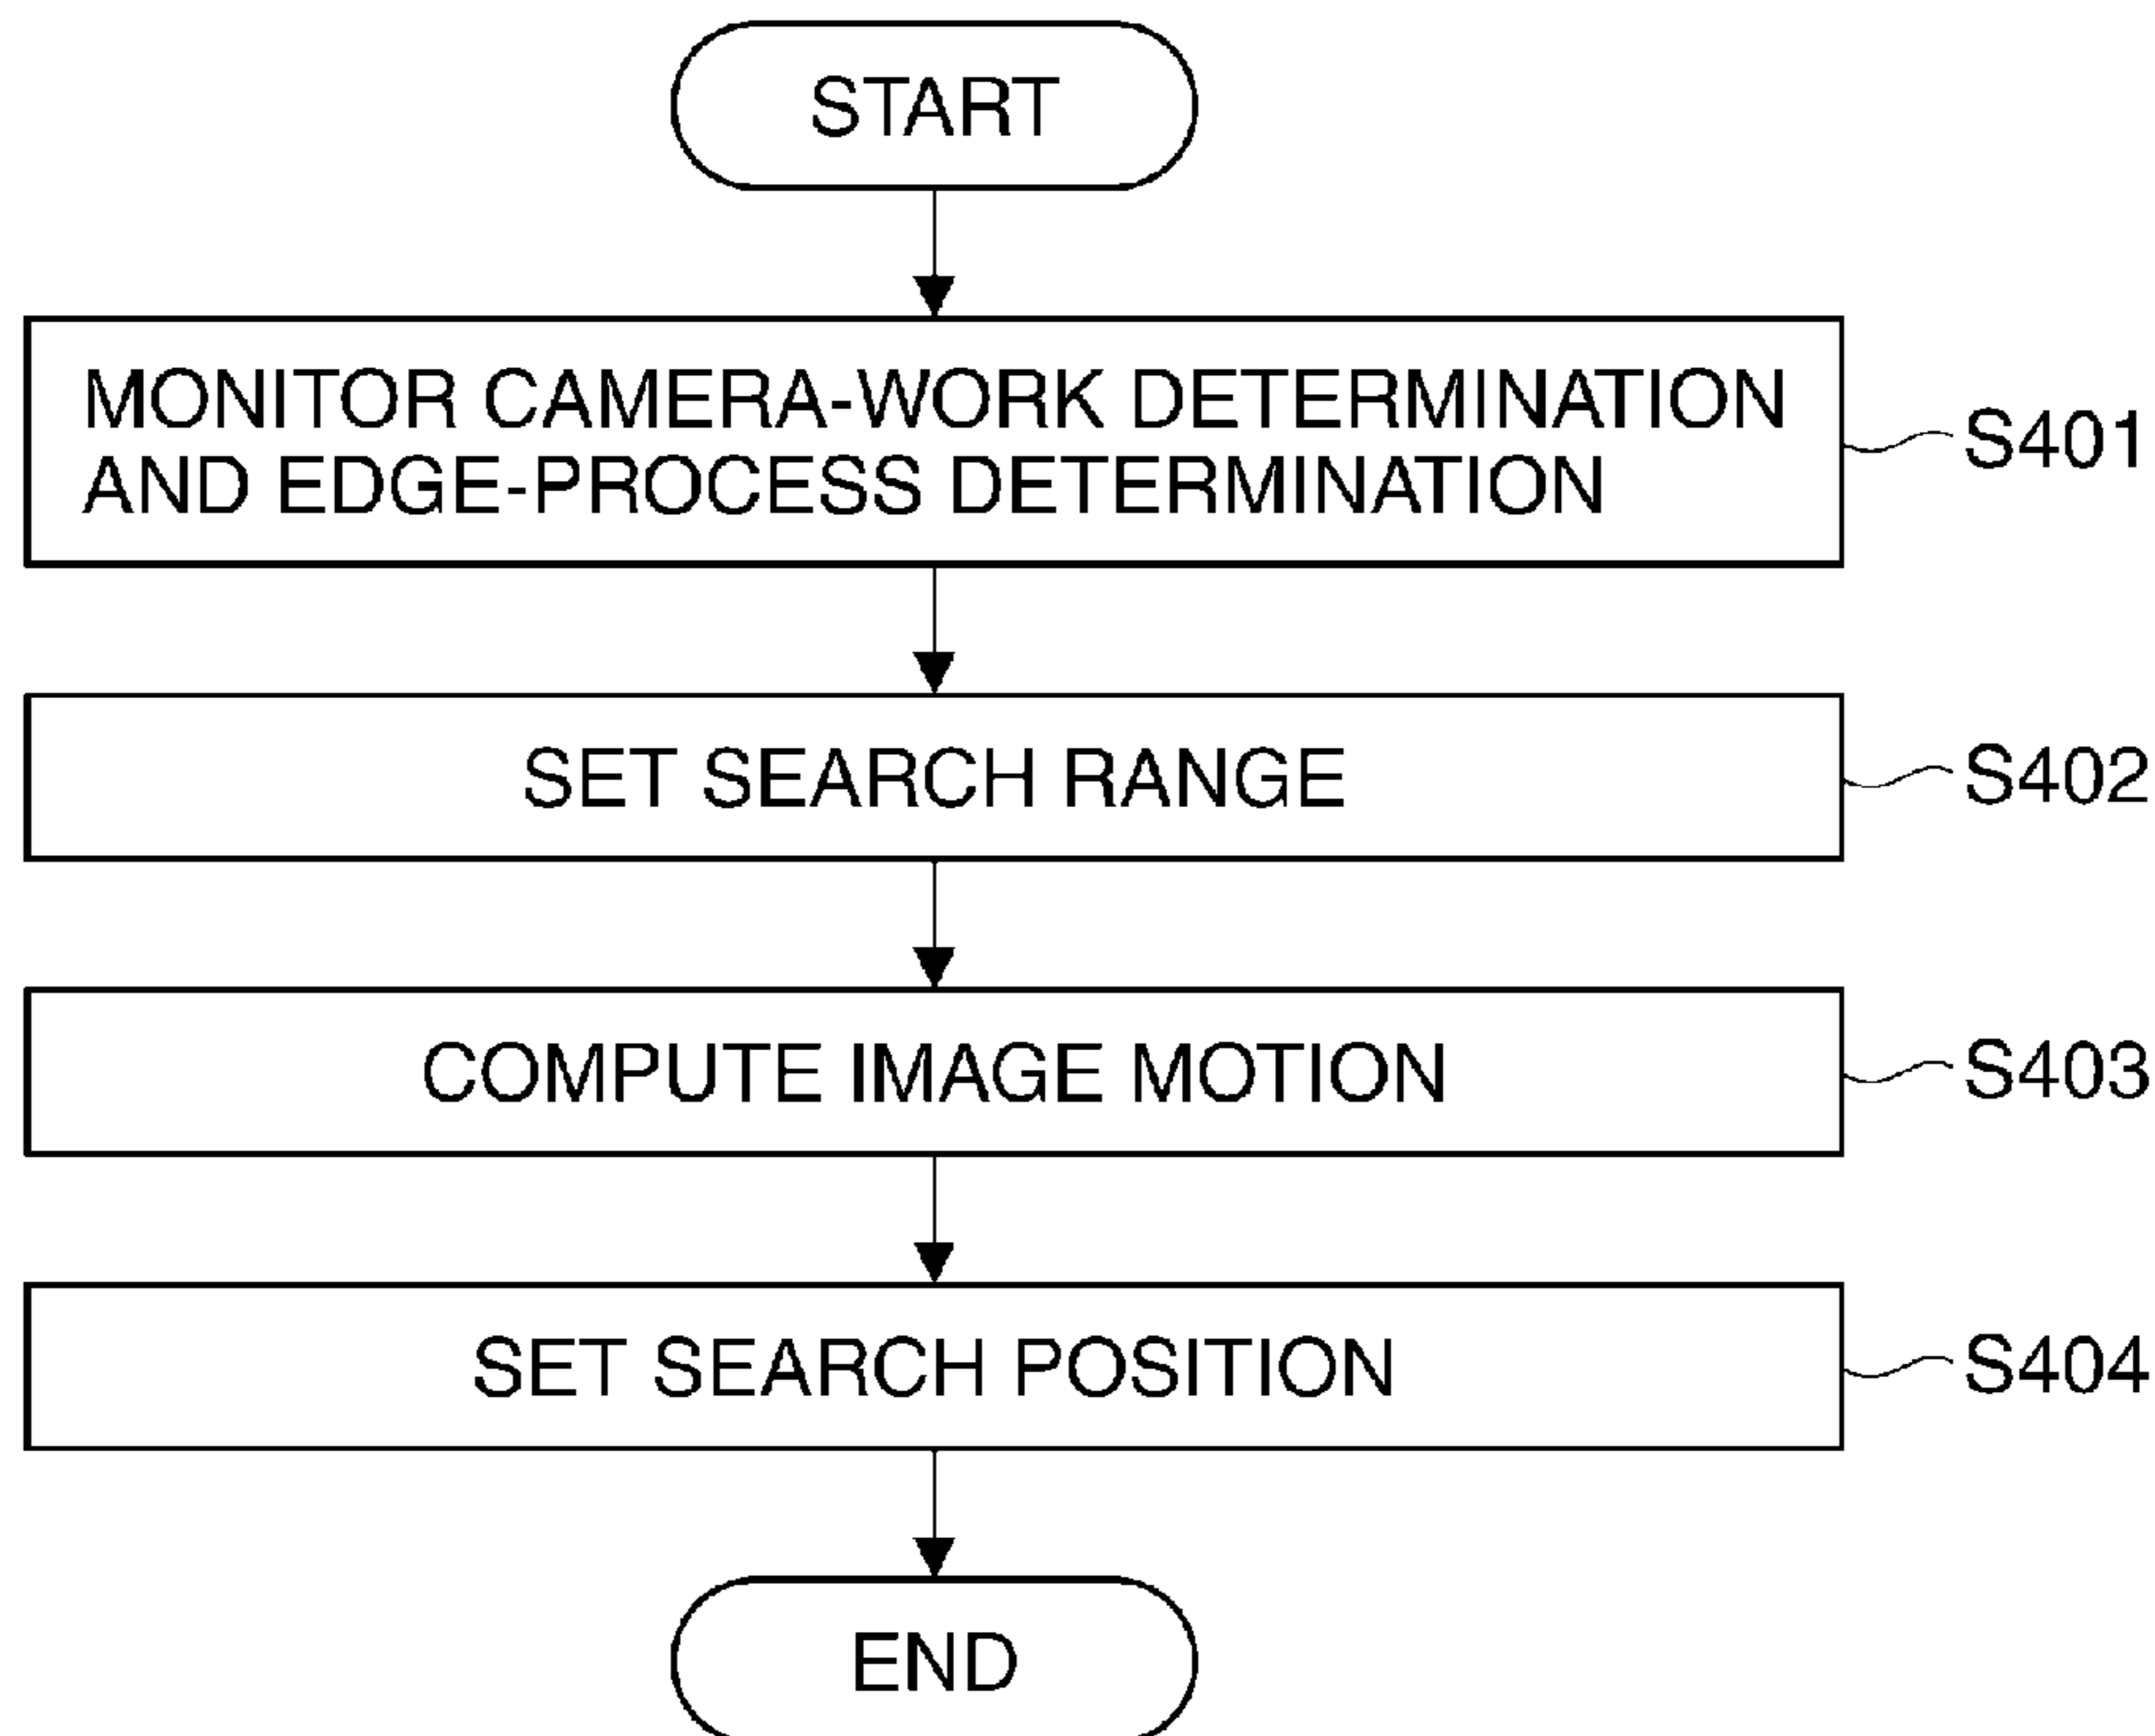 START
MONITOR CAMERA-WORK DETERMINATION
AND EDGE-PROCESS DETERMINATION
S401
SET SEARCH RANGE
S402
COMPUTE IMAGE MOTION
S403
SET SEARCH POSITION
S404
END